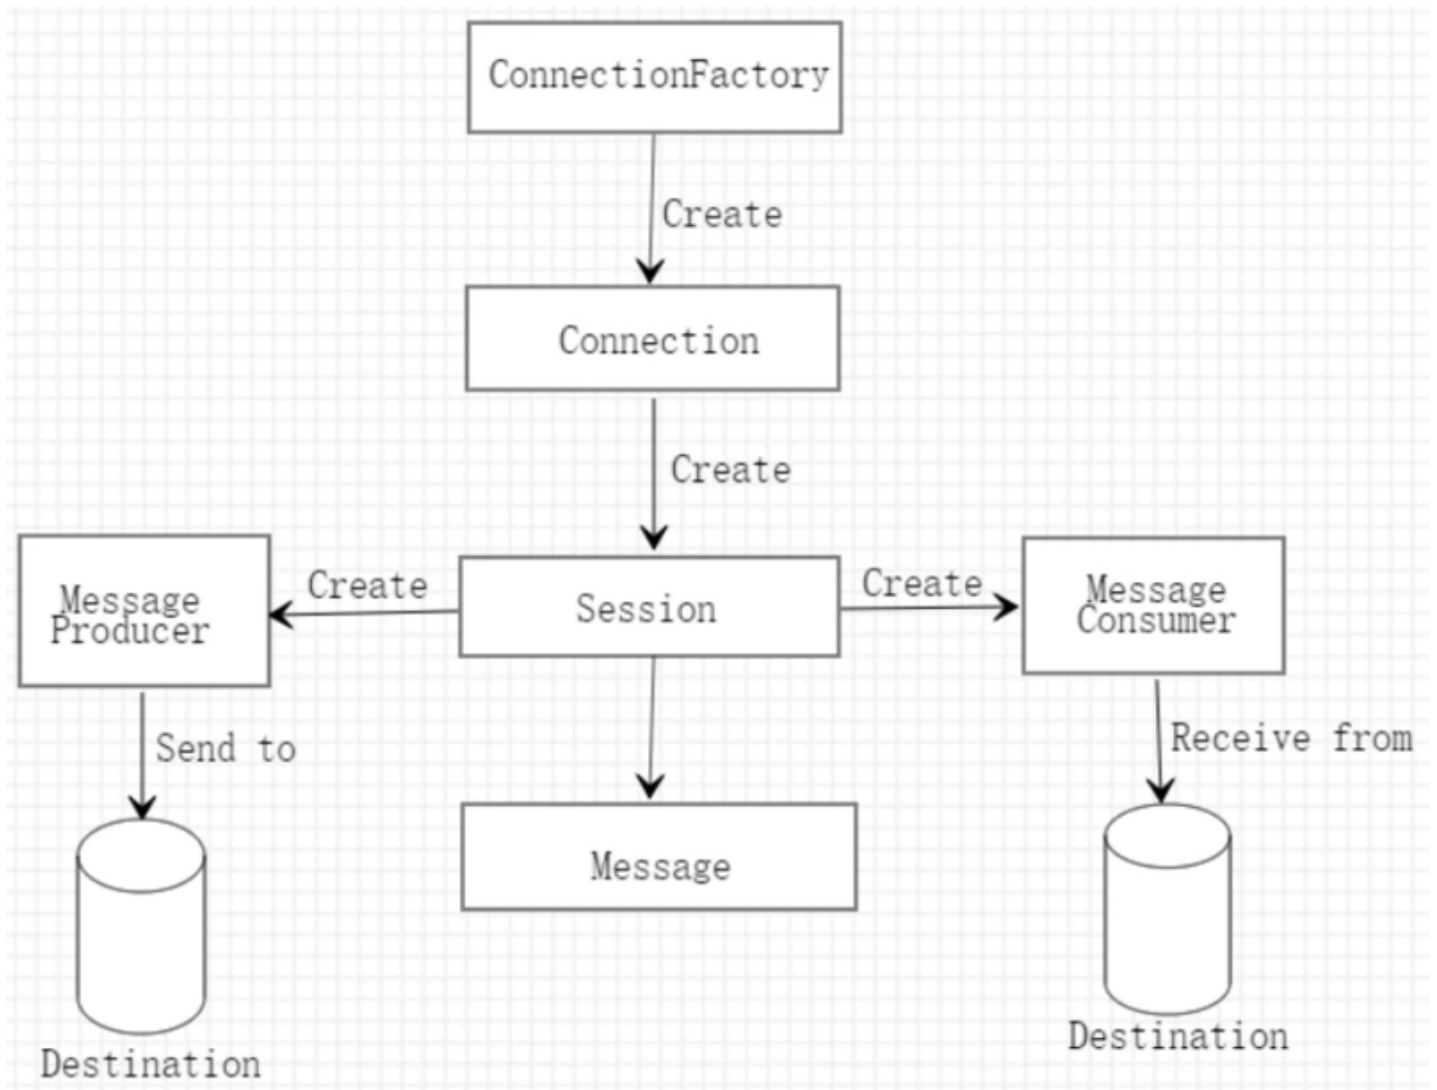 ConnectionFactory
Create
Connection
Create
Message
Producer
Create
Session
Create
Message
Consumer
Send to
Receive from
Message
Destination
Destination